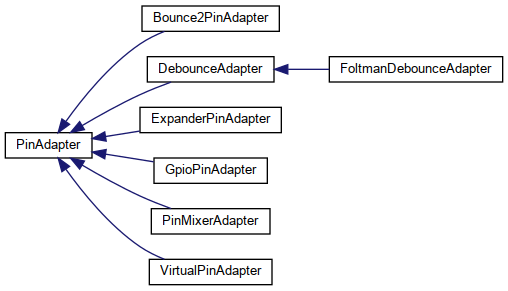 Bounce2PinAdapter
DebounceAdapter
FoltmanDebounceAdapter
ExpanderPinAdapter
PinAdapter
GpioPinAdapter
PinMixerAdapter
VirtualPinAdapter